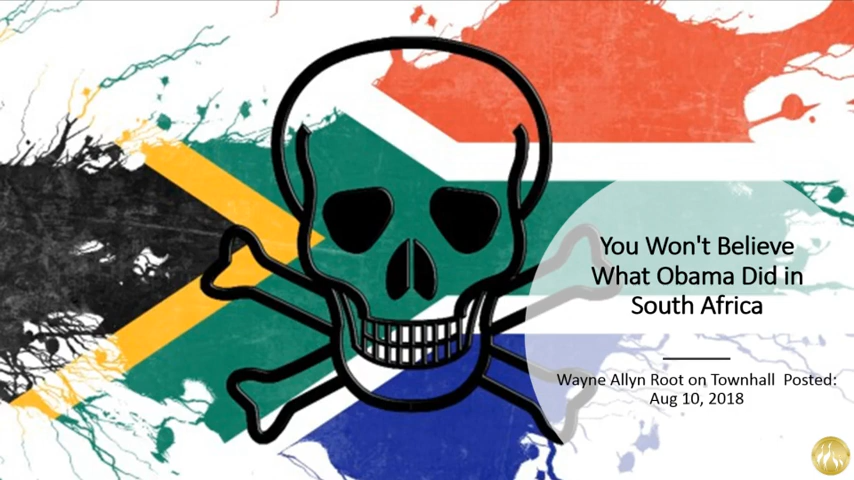 You Won't Believe
What Obama Did in
South Africa
Wayne Allyn Root on Townhall  Posted:
Aug 10, 2018